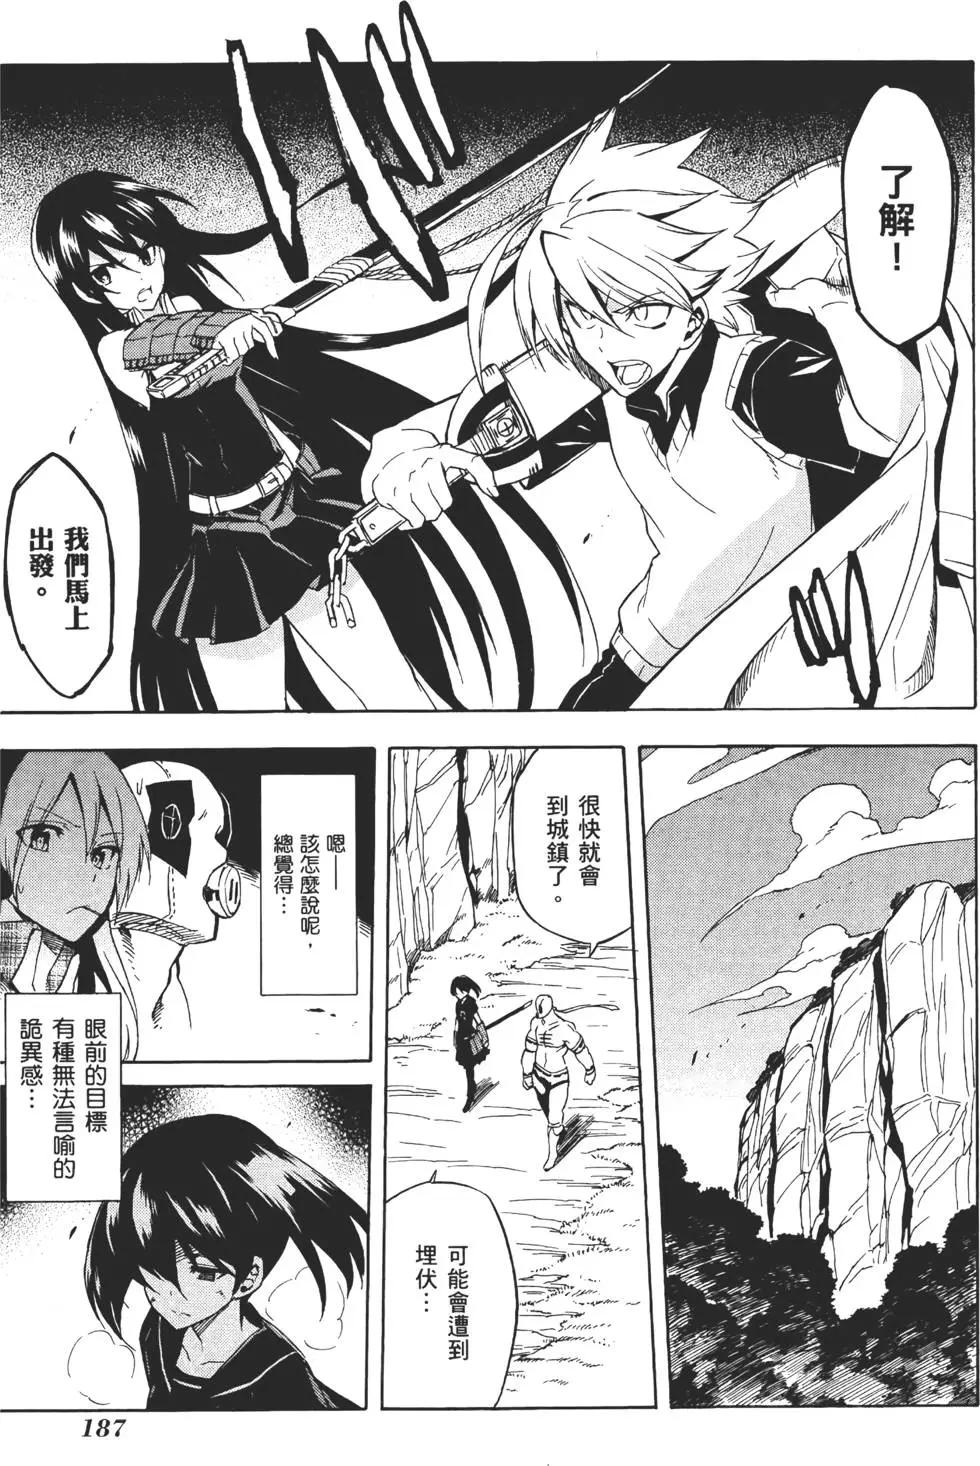 了解！
我們馬上
出發。
很快就會
到城鎮了。
可能會遭到
埋伏…
嗯——
該怎麼說呢，
總覺得…
眼前的目標
有種無法言喻的
詭異感…
187